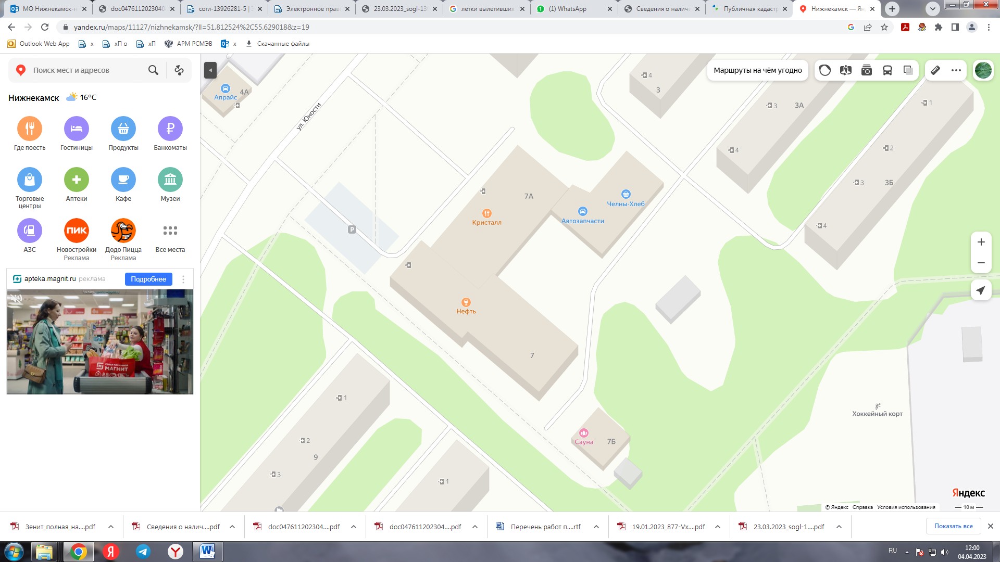 МО Нижнекамск-н
doc0476112023040
согл-13926281-5 | Э
Электронное прави
23.03.2023_sogl-139
летки вылетивших
(1) WhatsApp
Сведения о наличи
Публичная кадастр
Нижнекамск — Ян
yandex.ru/maps/11127/nizhnekamsk/?ll=51.812524%2C55.629018&z=19
Outlook Web App
х
хП о
хП
АРМ РСМЭВ
х
Скачанные файлы
Поиск мест и адресов
Нижнекамск 16°C
Где поесть
Гостиницы
Продукты
Банкоматы
Торговые центры
Аптеки
Кафе
Музеи
АЗС
ПИК
Новостройки
Реклама
Додо Пицца
Реклама
Все места
apteka.magnit.ru реклама
Подробнее
МАГНИТ
Маршруты на чём угодно
Апрайс
4А
ул. Юности
4
3
3
3А
4
1
2
3
3Б
4
7А
Кристалл
Автозапчасти
Челны-Хлеб
P
Нефть
7
Сауна
7Б
Хоккейный корт
1
2
9
3
1
Яндекс
© Яндекс Справка Условия использования
10 м
Зенит_полная_на....pdf
Сведения о налич....pdf
doc047611202304....pdf
doc047611202304....pdf
Перечень работ п....rtf
19.01.2023_877-Vx....pdf
23.03.2023_sogl-1....pdf
Показать все
RU
12:00
04.04.2023